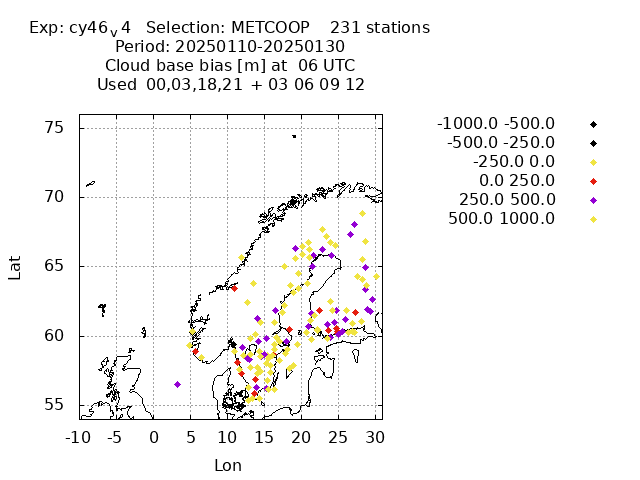 Exp: cy46v4 Selection: METCOOP 231 stations
Period: 20250110-20250130
Cloud base bias [m] at 06 UTC
Used 00,03,18,21 + 03 06 09 12
-1000.0 -500.0
-500.0 -250.0
-250.0 0.0
0.0 250.0
250.0 500.0
500.0 1000.0
75
70
65
60
55
Lat
-10 -5 0 5 10 15 20 25 30
Lon